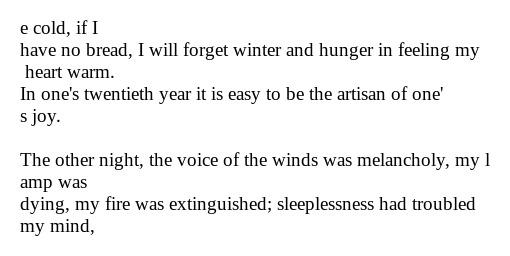 e cold, if I
have no bread, I will forget winter and hunger in feeling my
heart warm.
In one's twentieth year it is easy to be the artisan of one'
s joy.

The other night, the voice of the winds was melancholy, my l
amp was
dying, my fire was extinguished; sleeplessness had troubled
my mind,